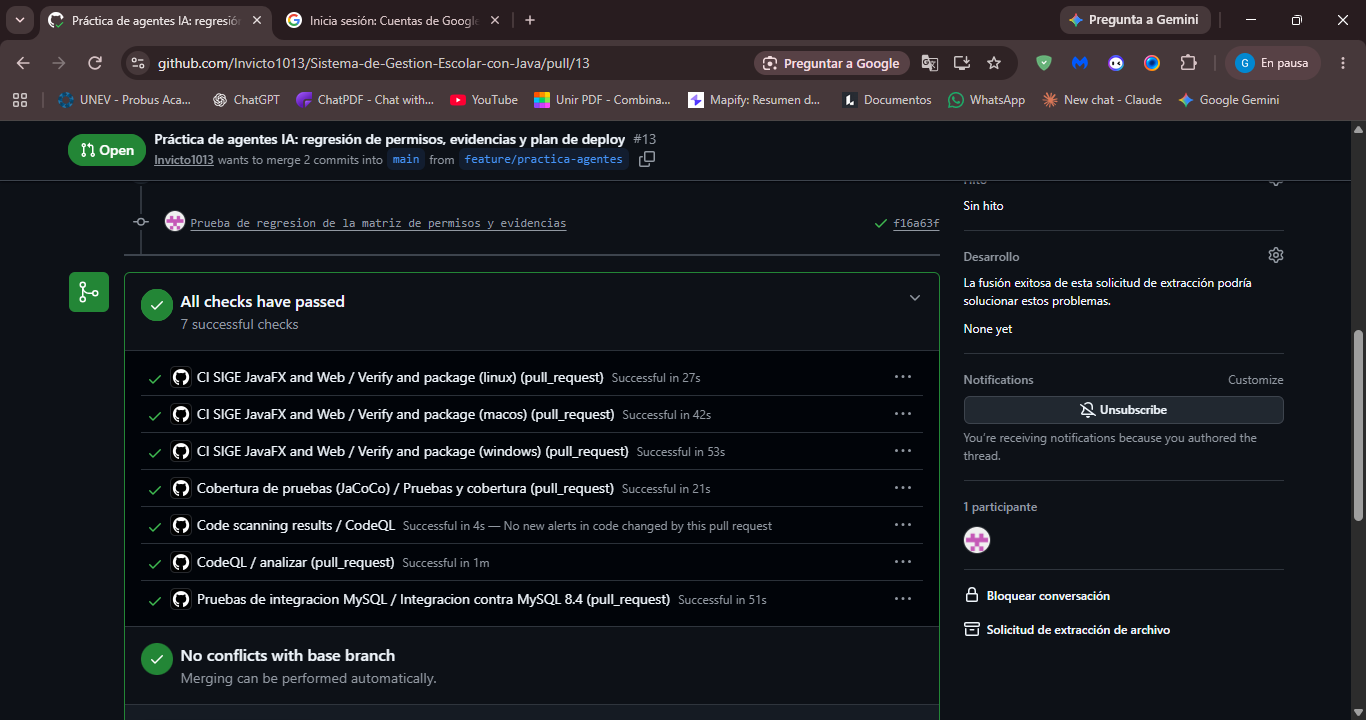 Práctica de agentes IA: regresión
Inicia sesión: Cuentas de Google
Pregunta a Gemini
github.com/Invicto1013/Sistema-de-Gestion-Escolar-con-Java/pull/13
Preguntar a Google
G En pausa
UNEV - Probus Aca...
ChatGPT
ChatPDF - Chat with...
YouTube
Unir PDF - Combina...
Mapify: Resumen d...
Documentos
WhatsApp
New chat - Claude
Google Gemini
Open
Práctica de agentes IA: regresión de permisos, evidencias y plan de deploy #13
Invicto1013 wants to merge 2 commits into main from feature/practica-agentes
Prueba de regresion de la matriz de permisos y evidencias f16a63f
All checks have passed
7 successful checks
CI SIGE JavaFX and Web / Verify and package (linux) (pull_request) Successful in 27s
CI SIGE JavaFX and Web / Verify and package (macos) (pull_request) Successful in 42s
CI SIGE JavaFX and Web / Verify and package (windows) (pull_request) Successful in 53s
Cobertura de pruebas (JaCoCo) / Pruebas y cobertura (pull_request) Successful in 21s
Code scanning results / CodeQL Successful in 4s — No new alerts in code changed by this pull request
CodeQL / analizar (pull_request) Successful in 1m
Pruebas de integracion MySQL / Integracion contra MySQL 8.4 (pull_request) Successful in 51s
No conflicts with base branch
Merging can be performed automatically.
Sin hito
Desarrollo
La fusión exitosa de esta solicitud de extracción podría
solucionar estos problemas.
None yet
Notifications Customize
Unsubscribe
You're receiving notifications because you authored the
thread.
1 participante
Bloquear conversación
Solicitud de extracción de archivo